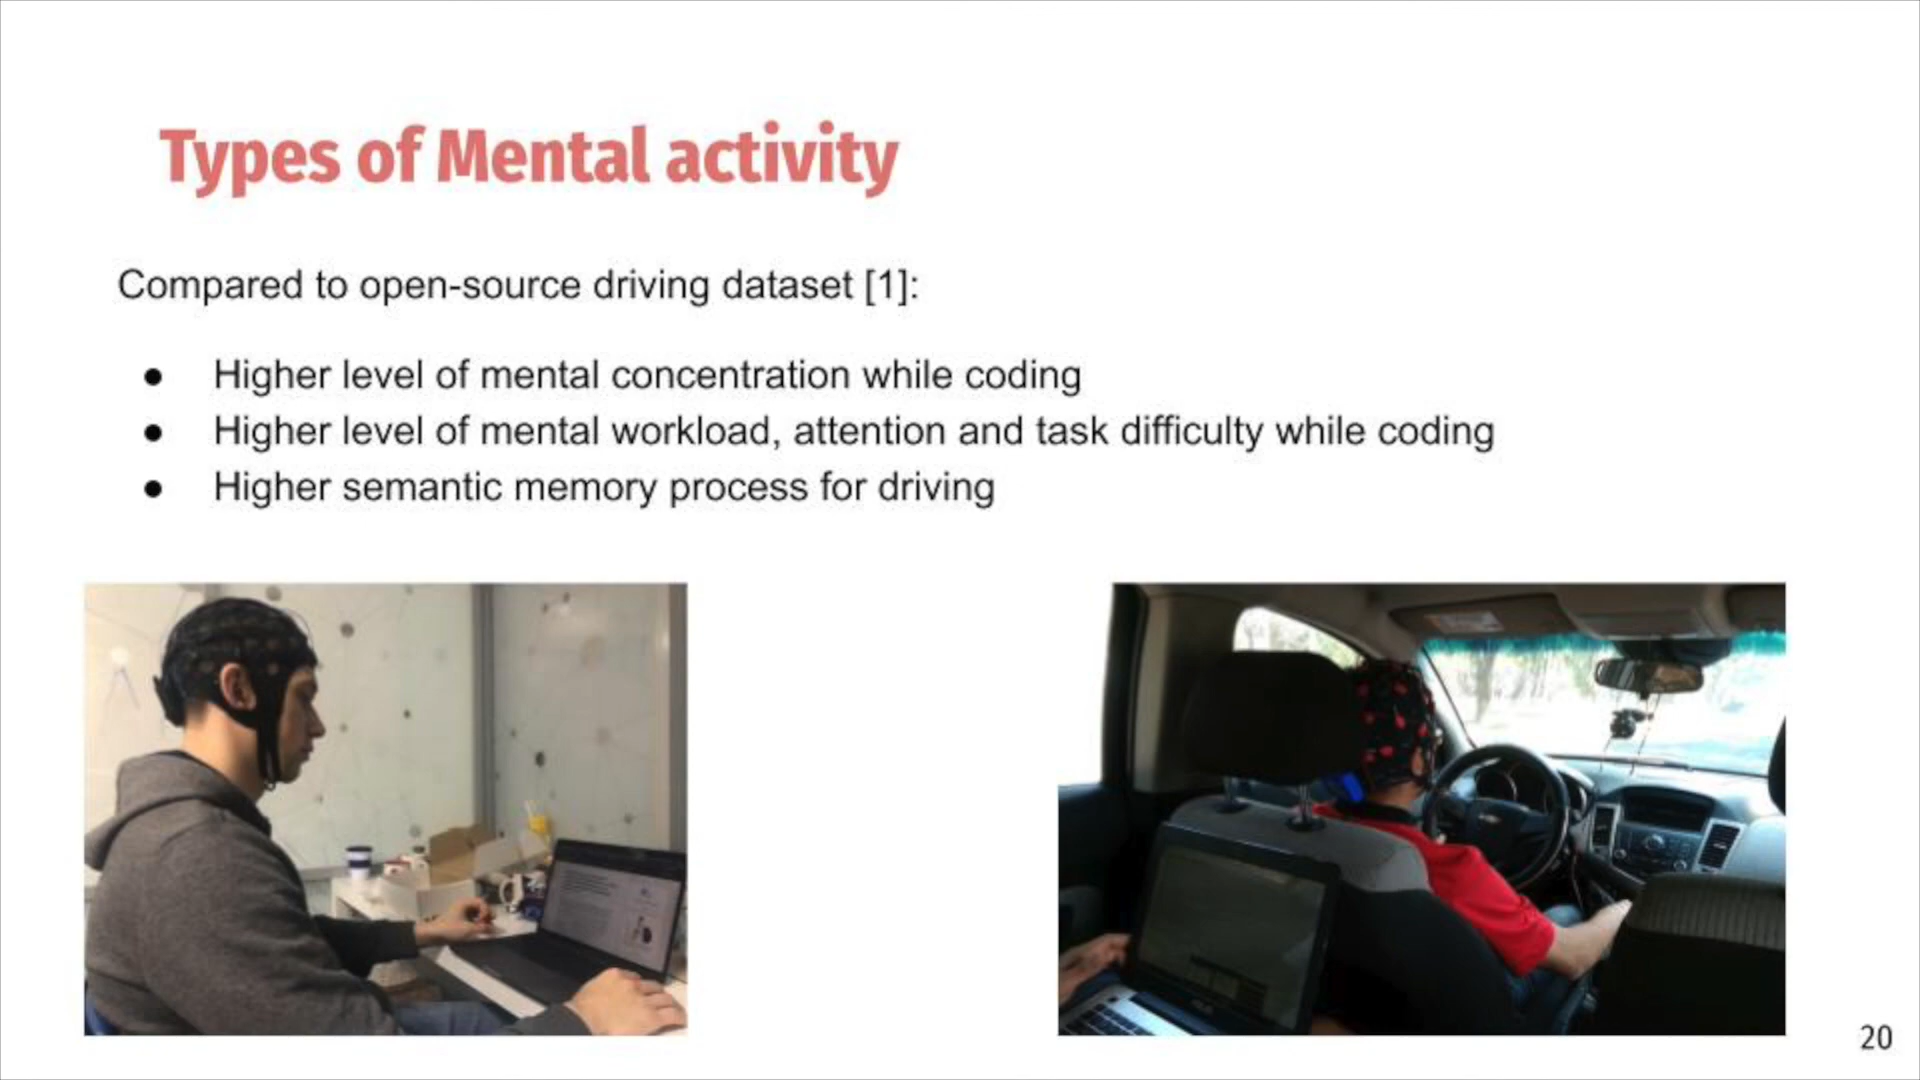 Types of Mental activity
Compared to open-source driving dataset [1]:
● Higher level of mental concentration while coding
● Higher level of mental workload, attention and task difficulty while coding
● Higher semantic memory process for driving
20